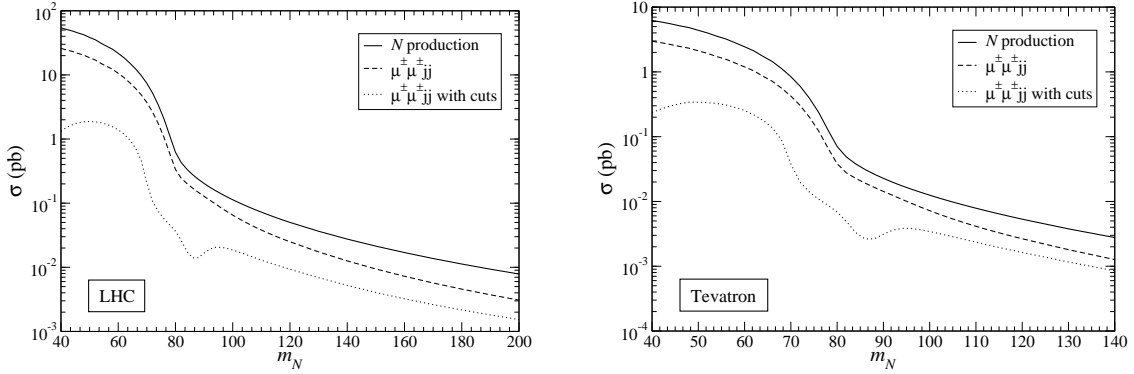 10²
10
1
10⁻¹
10⁻²
10⁻³
σ (pb)
N production
μ±μ±jj
μ±μ±jj with cuts
LHC
40 60 80 100 120 140 160 180 200
m_N
10
1
10⁻¹
10⁻²
10⁻³
10⁻⁴
σ (pb)
N production
μ±μ±jj
μ±μ±jj with cuts
Tevatron
40 50 60 70 80 90 100 110 120 130 140
m_N